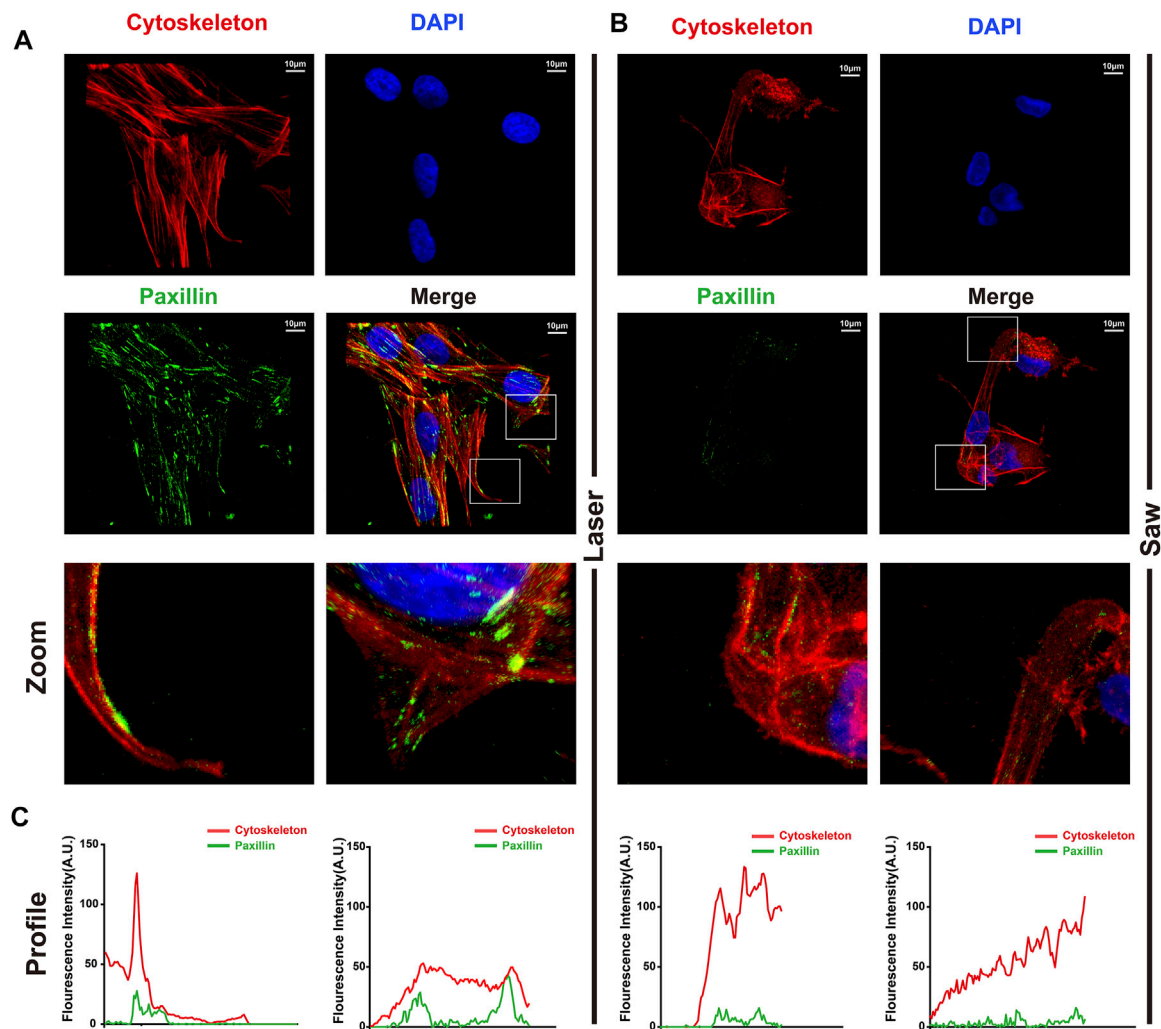 A
Cytoskeleton
DAPI
B
Cytoskeleton
DAPI
10μm
10μm
10μm
10μm
Paxillin
Merge
Paxillin
Merge
10μm
10μm
10μm
10μm
Laser
Saw
Zoom
C
Profile
Flourescence Intensity(A.U.)
150
100
50
0
Cytoskeleton
Paxillin
Flourescence Intensity(A.U.)
150
100
50
0
Cytoskeleton
Paxillin
Flourescence Intensity(A.U.)
150
100
50
0
Cytoskeleton
Paxillin
Flourescence Intensity(A.U.)
150
100
50
0
Cytoskeleton
Paxillin